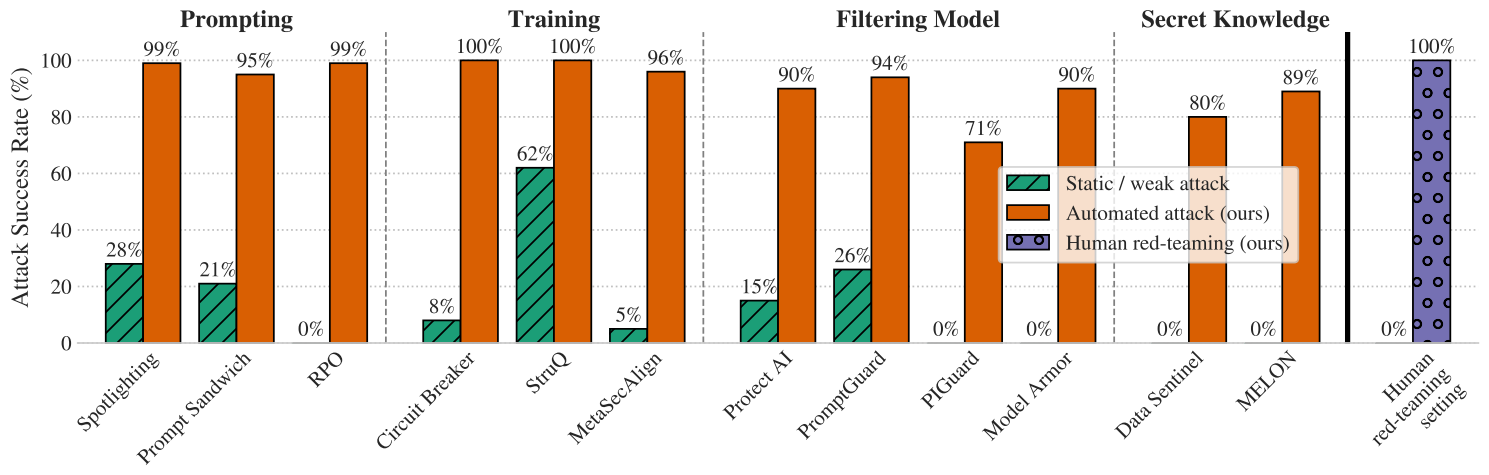 Prompting Training Filtering Model Secret Knowledge
Attack Success Rate (%)
100
80
60
40
20
0
28% 99%
21% 95%
0% 99%
8% 100%
62% 100%
5% 96%
15% 90%
26% 94%
0% 71%
0% 90%
0% 80%
0% 89%
0% 100%
Static / weak attack
Automated attack (ours)
Human red-teaming (ours)
Spotlighting
Prompt Sandwich
RPO
Circuit Breaker
StruQ
MetaSecAlign
Protect AI
PromptGuard
PIGuard
Model Armor
Data Sentinel
MELON
Human
red-teaming
setting